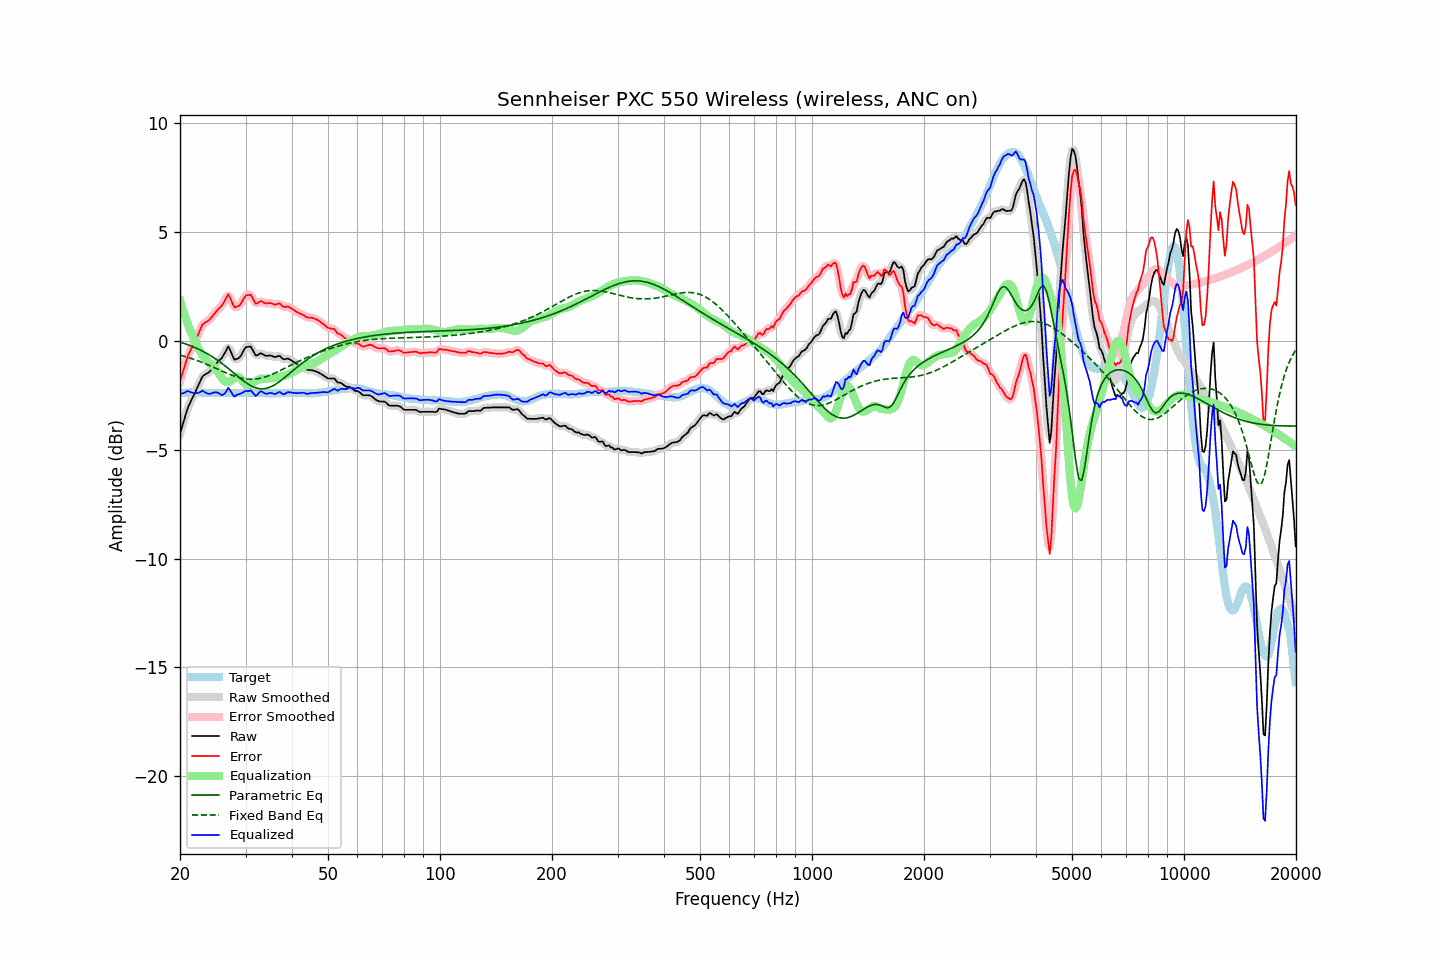 Sennheiser PXC 550 Wireless (wireless, ANC on)
10
5
0
−5
−10
−15
−20
Amplitude (dBr)
Target
Raw Smoothed
Error Smoothed
Raw
Error
Equalization
Parametric Eq
Fixed Band Eq
Equalized
20
50
100
200
500
1000
2000
5000
10000
20000
Frequency (Hz)